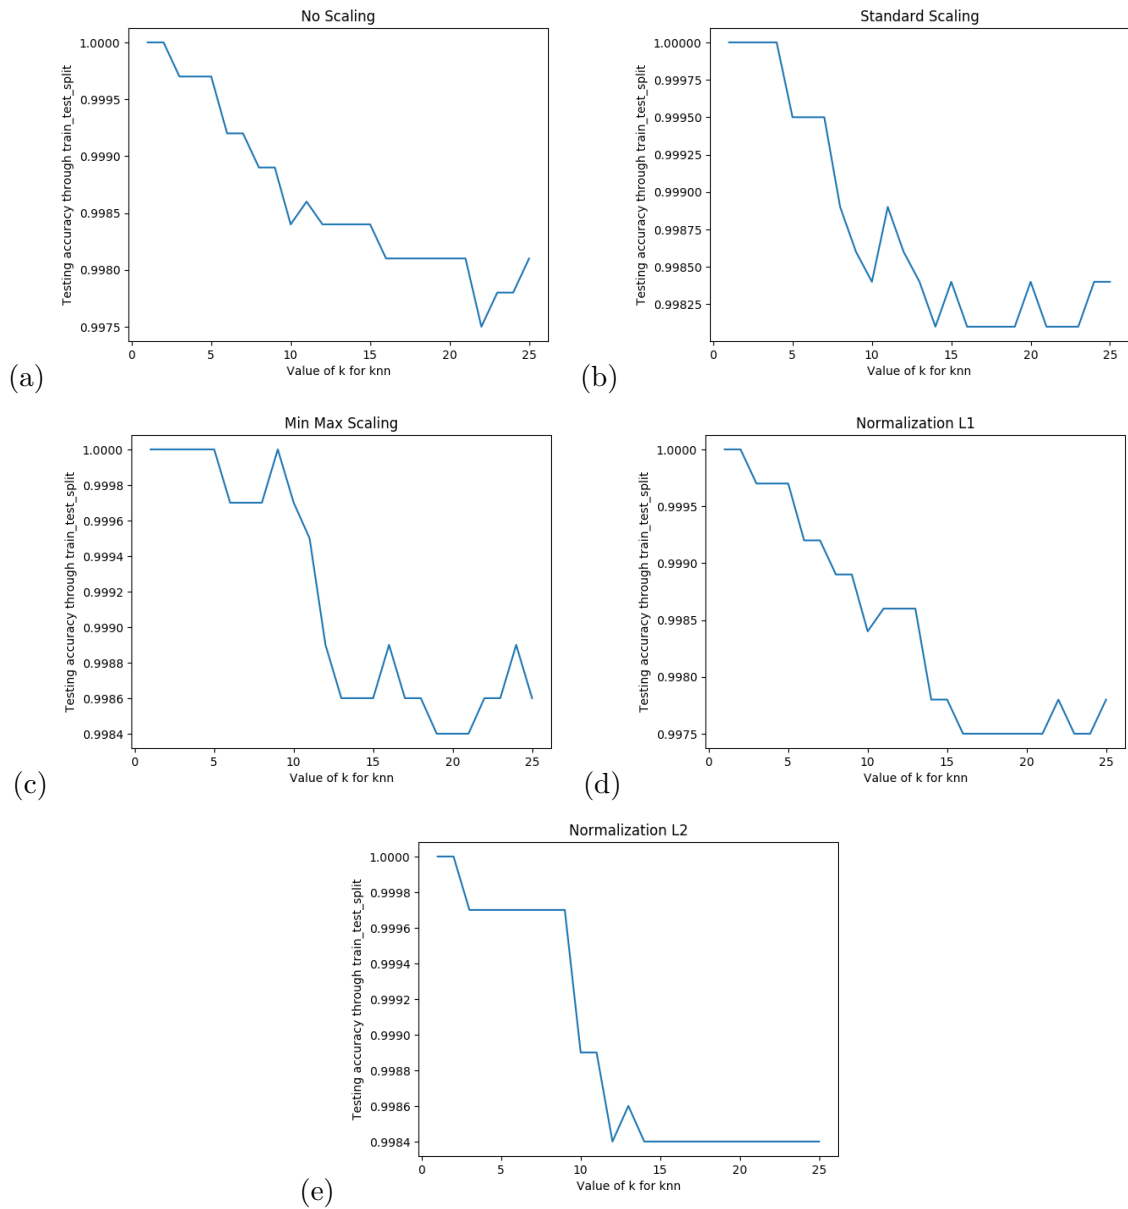 No Scaling
Testing accuracy through train_test_split
1.0000
0.9995
0.9990
0.9985
0.9980
0.9975
0 5 10 15 20 25
Value of k for knn
(a)
Standard Scaling
Testing accuracy through train_test_split
1.00000
0.99975
0.99950
0.99925
0.99900
0.99875
0.99850
0.99825
0 5 10 15 20 25
Value of k for knn
(b)
Min Max Scaling
Testing accuracy through train_test_split
1.0000
0.9998
0.9996
0.9994
0.9992
0.9990
0.9988
0.9986
0.9984
0 5 10 15 20 25
Value of k for knn
(c)
Normalization L1
Testing accuracy through train_test_split
1.0000
0.9995
0.9990
0.9985
0.9980
0.9975
0 5 10 15 20 25
Value of k for knn
(d)
Normalization L2
Testing accuracy through train_test_split
1.0000
0.9998
0.9996
0.9994
0.9992
0.9990
0.9988
0.9986
0.9984
0 5 10 15 20 25
Value of k for knn
(e)